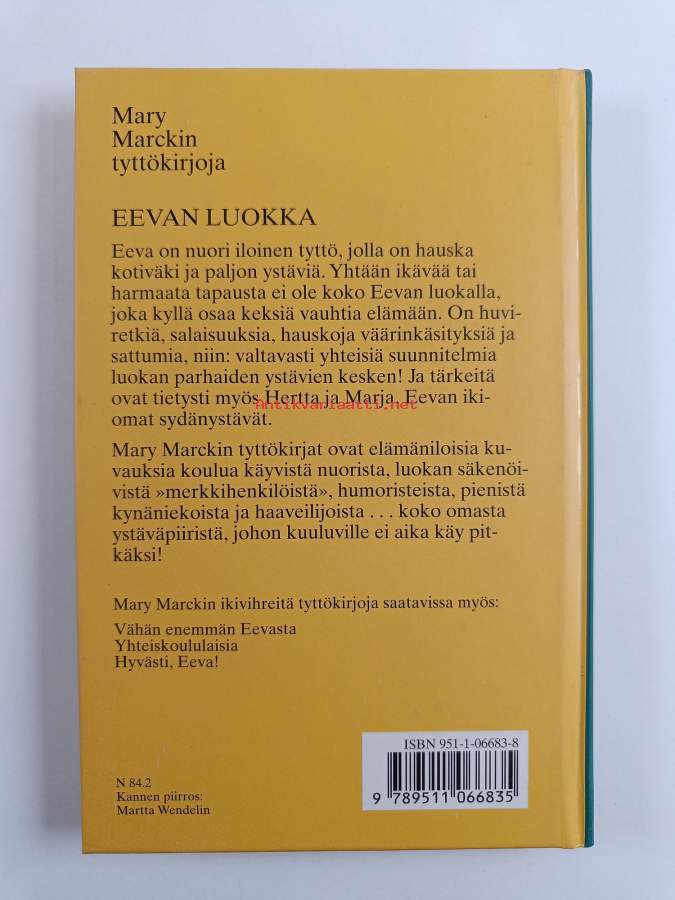 Mary
Marckin
tyttökirjoja
EEVAN LUOKKA
Eeva on nuori iloinen tyttö, jolla on hauska
kotiväki ja paljon ystäviä. Yhtään ikävää tai
harmaata tapausta ei ole koko Eevan luokalla,
joka kyllä osaa keksiä vauhtia elämään. On huvi-
retkiä, salaisuuksia, hauskoja väärinkäsityksiä ja
sattumia, niin: valtavasti yhteisiä suunnitelmia
luokan parhaiden ystävien kesken! Ja tärkeitä
ovat tietysti myös Hertta ja Marja, Eevan iki-
Antikvariaatti.net
omat sydänystävät.
Mary Marckin tyttökirjat ovat elämäniloisia ku-
vauksia koulua käyvistä nuorista, luokan säkenöi-
vistä »merkkihenkilöistä», humoristeista, pienistä
kynäniekoista ja haaveilijoista . . . koko omasta
ystäväpiiristä, johon kuuluville ei aika käy pit-
käksi!
Mary Marckin ikivihreitä tyttökirjoja saatavissa myös:
Vähän enemmän Eevasta
Yhteiskoululaisia
Hyvästi, Eeva!
ISBN 951-1-06683-8
9 789511 066835
N 84.2
Kannen piirros:
Martta Wendelin